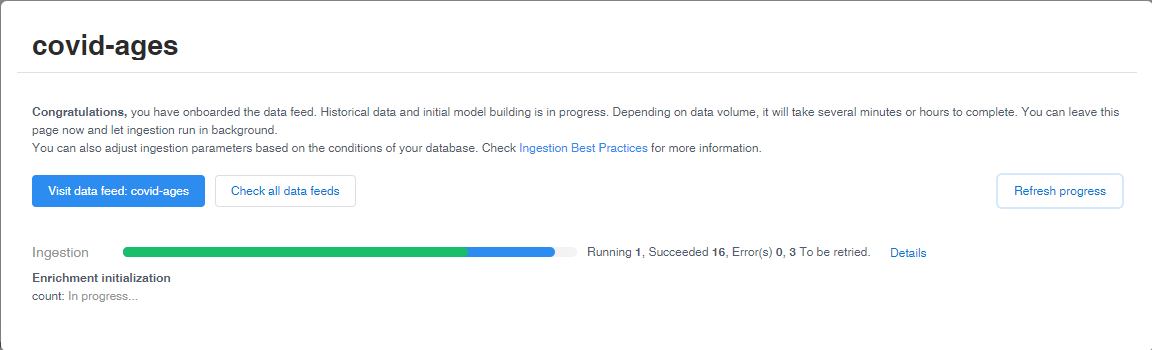 covid-ages
Congratulations, you have onboarded the data feed. Historical data and initial model building is in progress. Depending on data volume, it will take several minutes or hours to complete. You can leave this
page now and let ingestion run in background.
You can also adjust ingestion parameters based on the conditions of your database. Check Ingestion Best Practices for more information.
Visit data feed: covid-ages Check all data feeds Refresh progress
Ingestion Running 1, Succeeded 16, Error(s) 0, 3 To be retried. Details
Enrichment initialization
count: In progress...